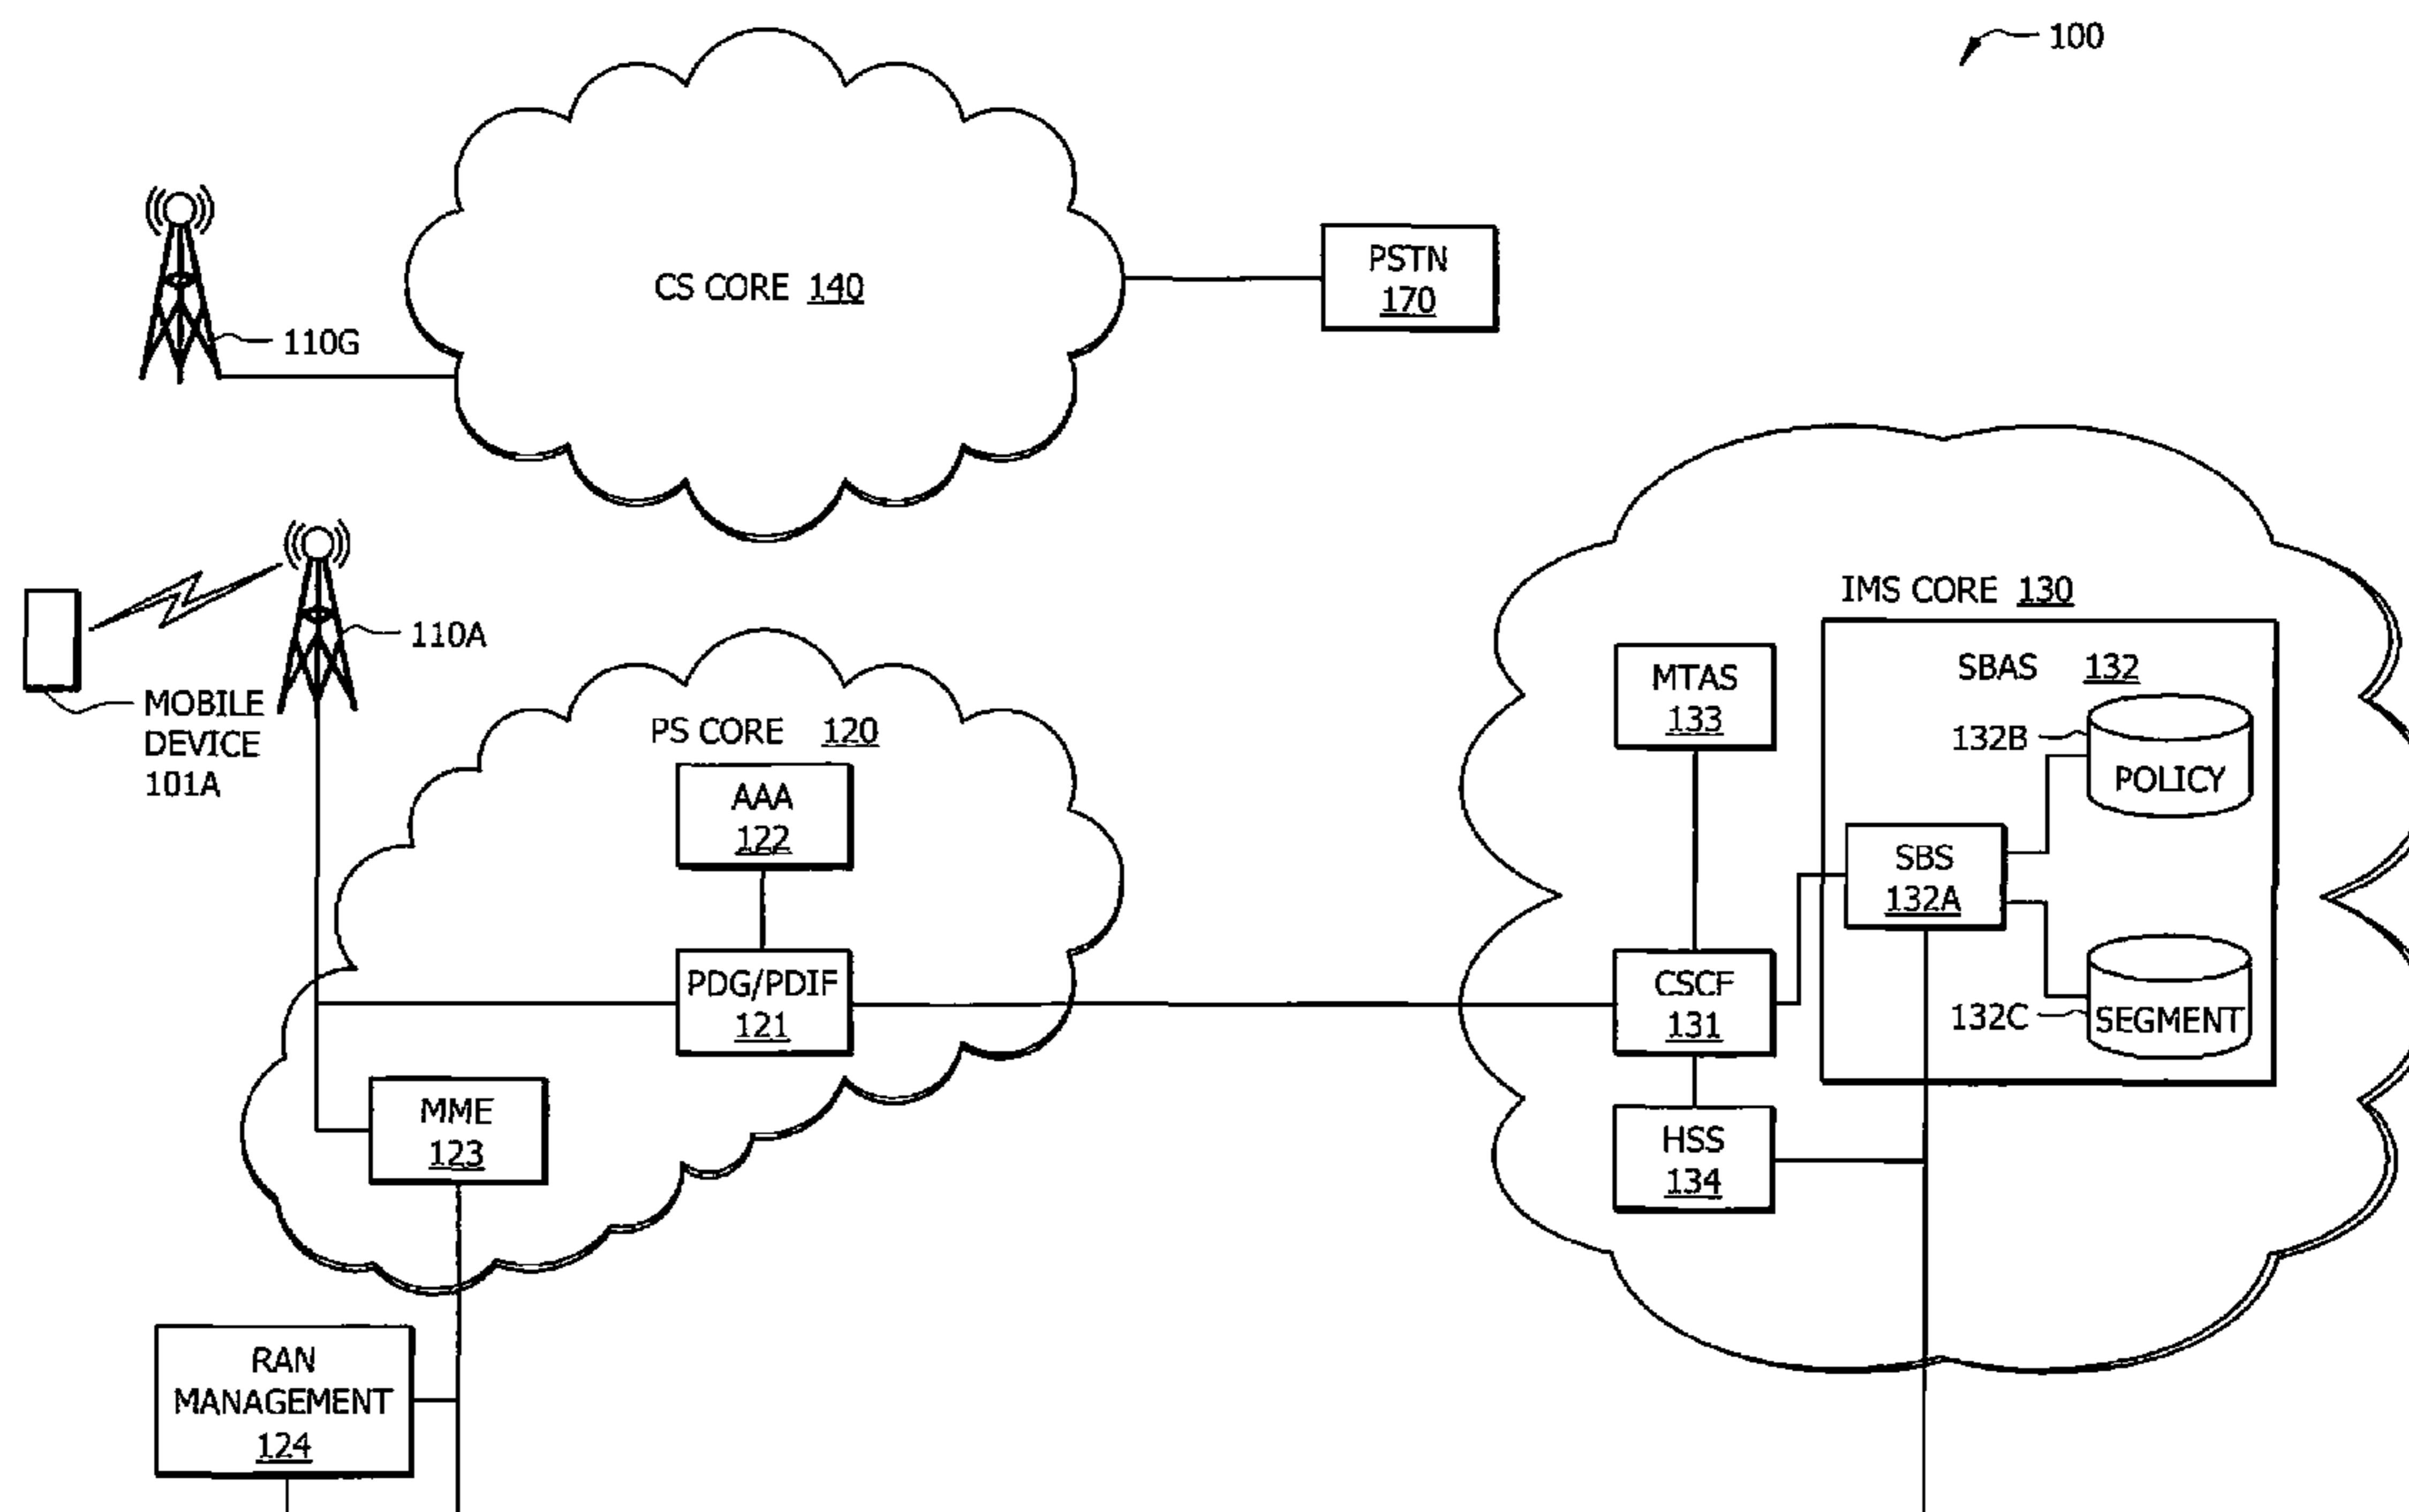 100
CS CORE 140
PSTN
170
110G
110A
MOBILE
DEVICE
101A
PS CORE 120
AAA
122
PDG/PDIF
121
MME
123
RAN
MANAGEMENT
124
IMS CORE 130
MTAS
133
SBAS 132
132B
POLICY
SBS
132A
CSCF
131
132C
SEGMENT
HSS
134